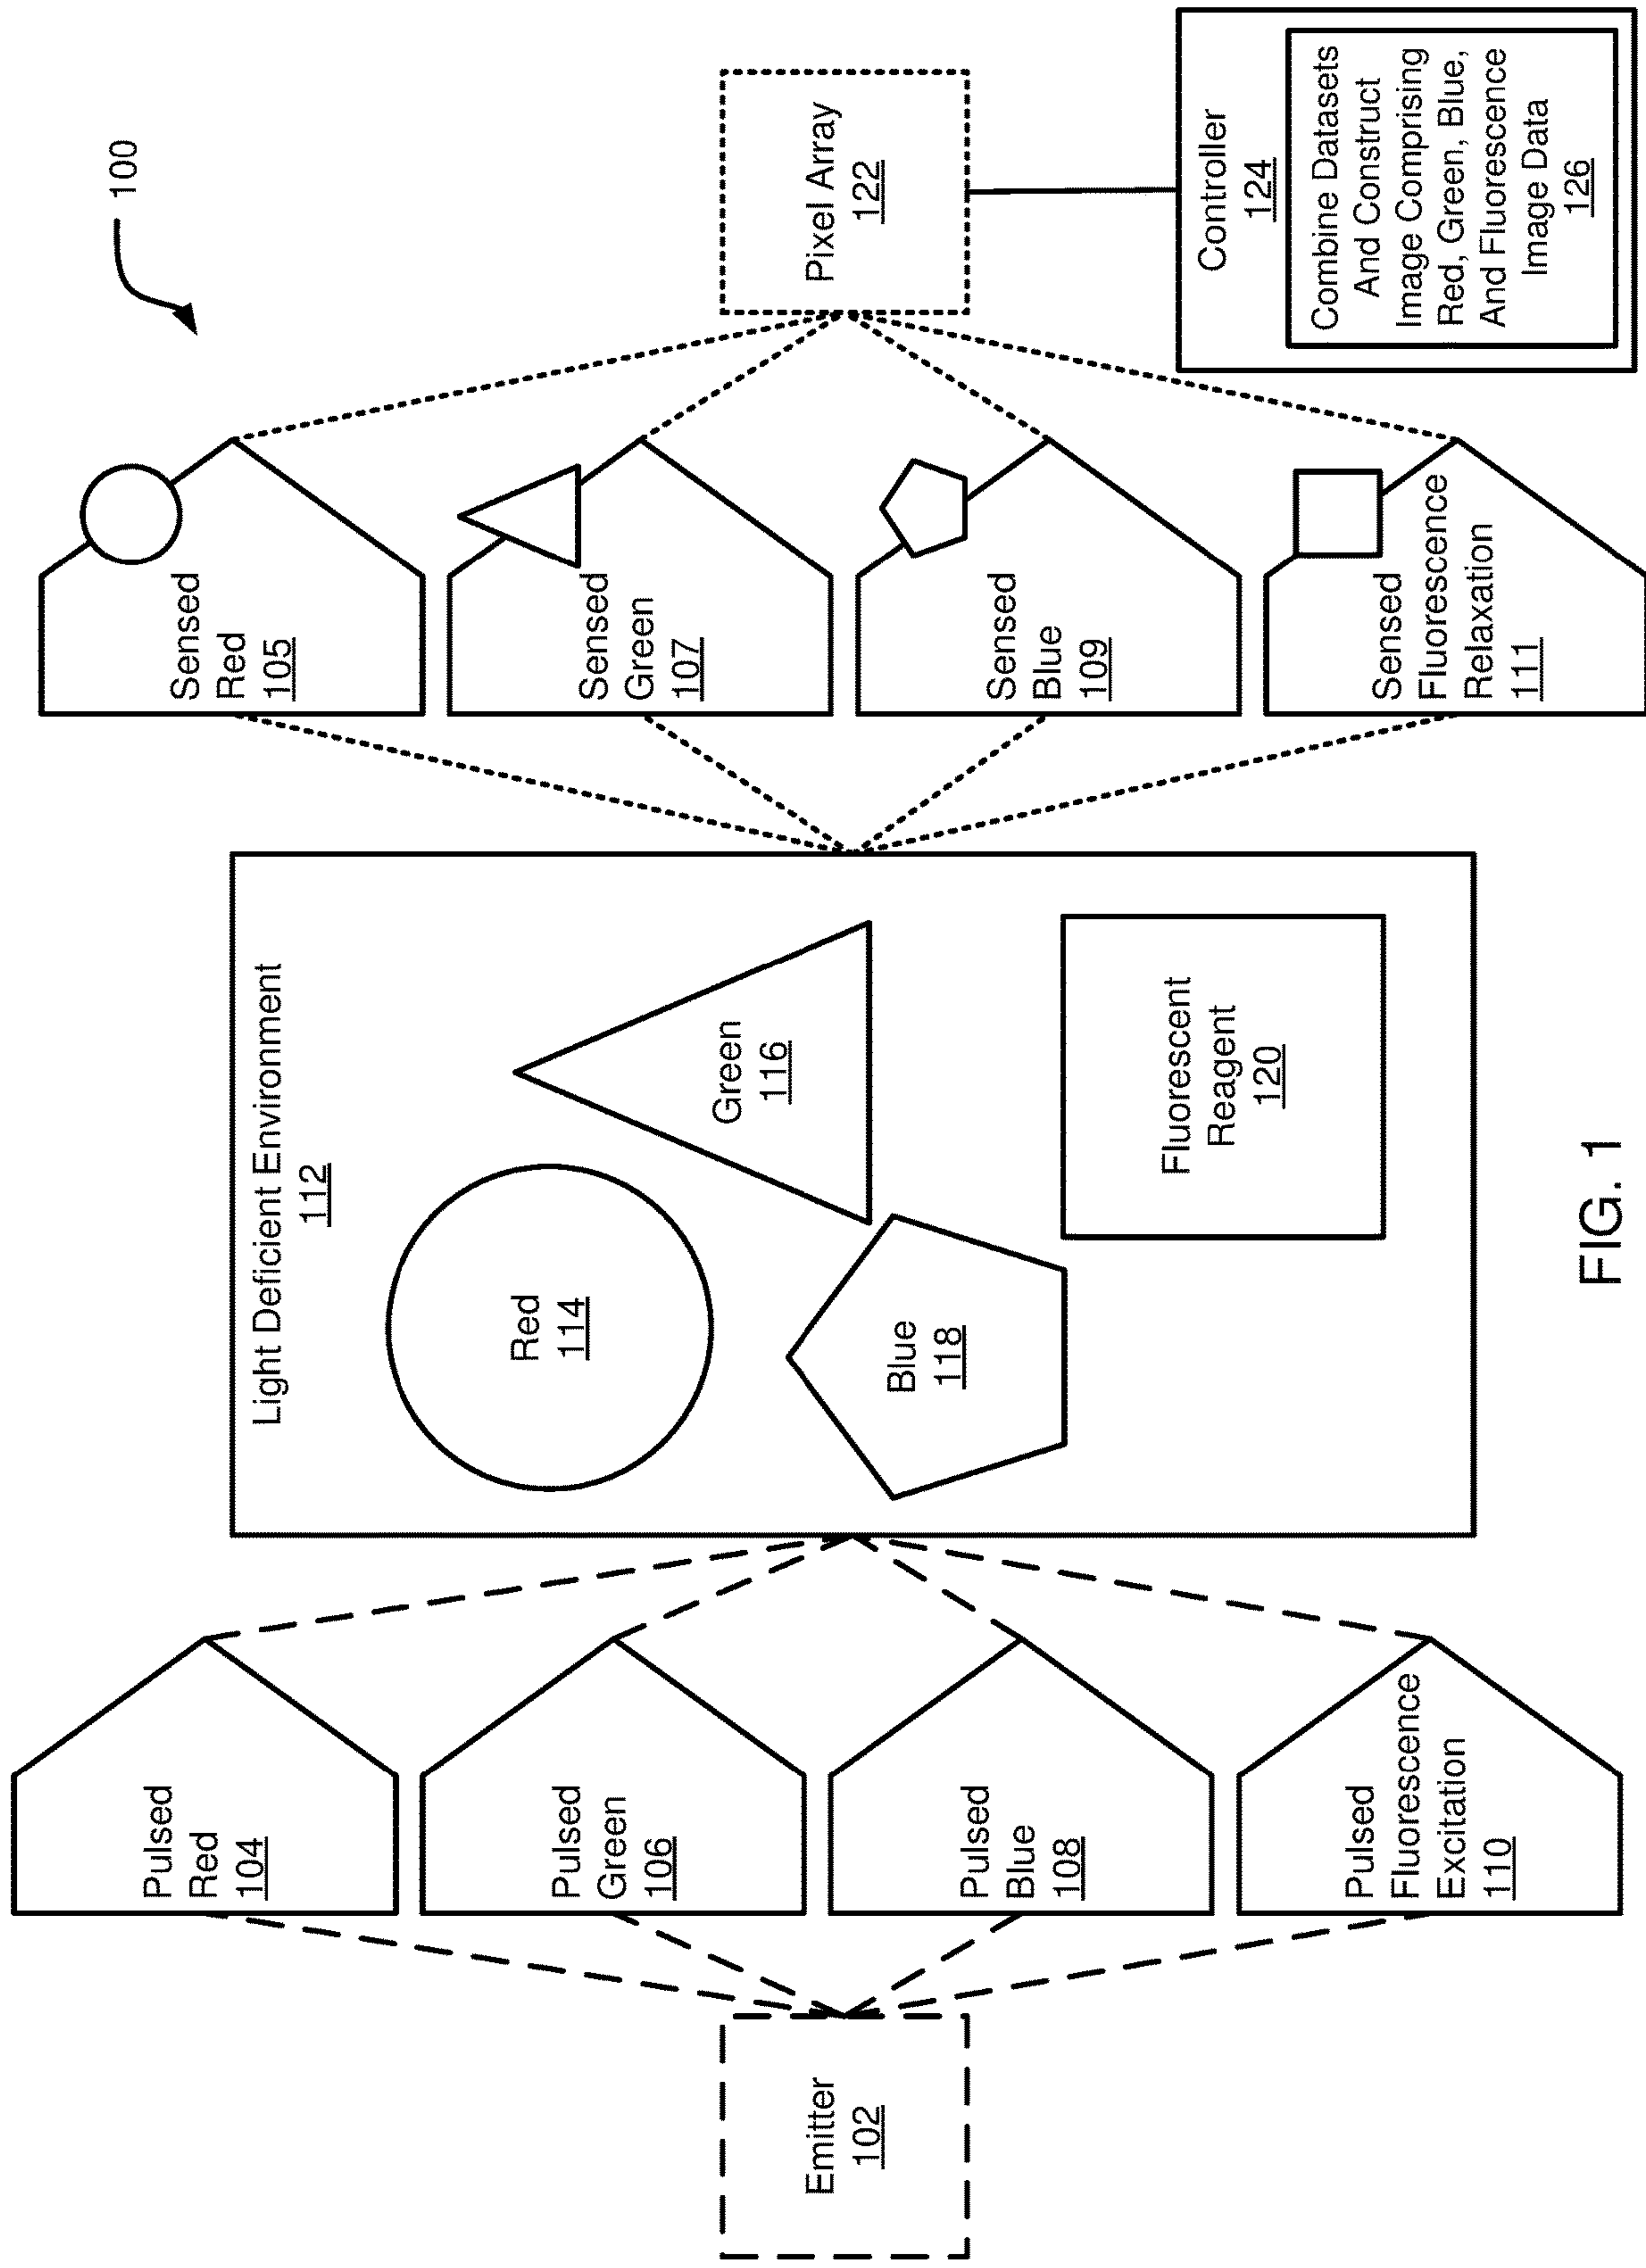 100
Emitter
102
Pulsed
Red
104
Pulsed
Green
106
Pulsed
Blue
108
Pulsed
Fluorescence
Excitation
110
Light Deficient Environment
112
Red
114
Green
116
Blue
118
Fluorescent
Reagent
120
Sensed
Red
105
Sensed
Green
107
Sensed
Blue
109
Sensed
Fluorescence
Relaxation
111
Pixel Array
122
Controller
124
Combine Datasets
And Construct
Image Comprising
Red, Green, Blue,
And Fluorescence
Image Data
126
FIG. 1